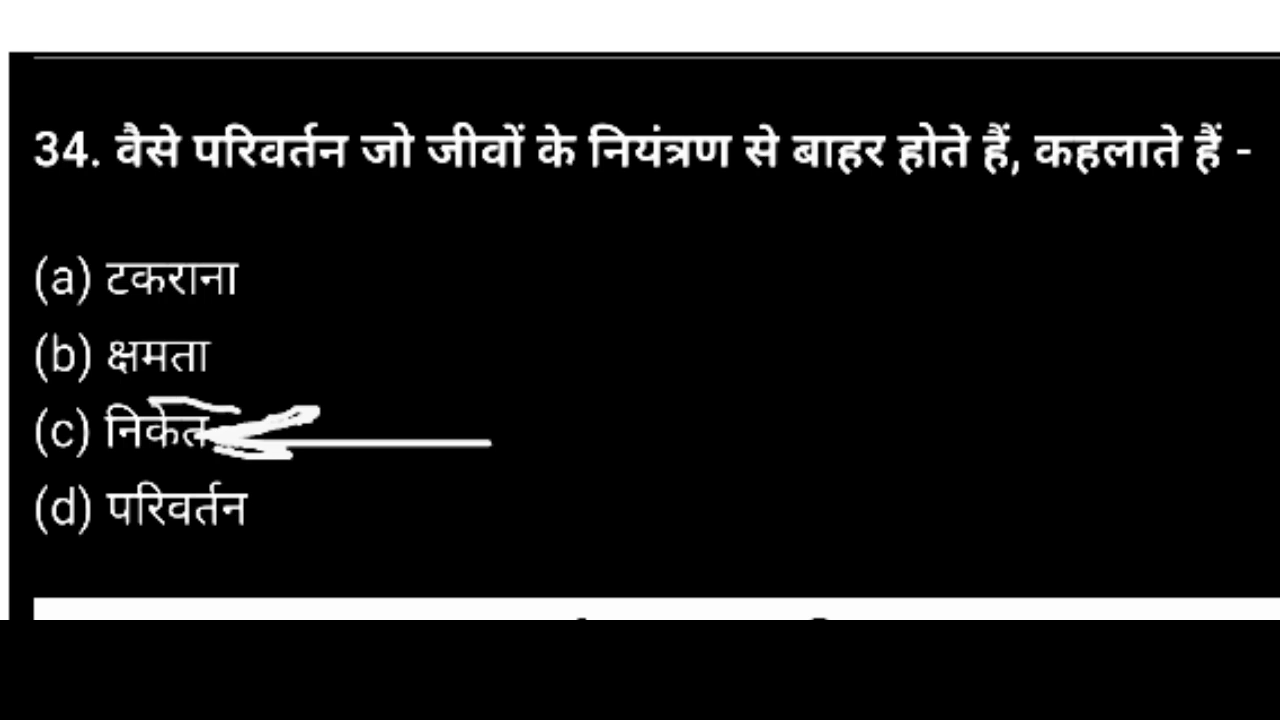 34. वैसे परिवर्तन जो जीवों के नियंत्रण से बाहर होते हैं, कहलाते हैं -
(a) टकराना
(b) क्षमता
(c) निकेत
(d) परिवर्तन